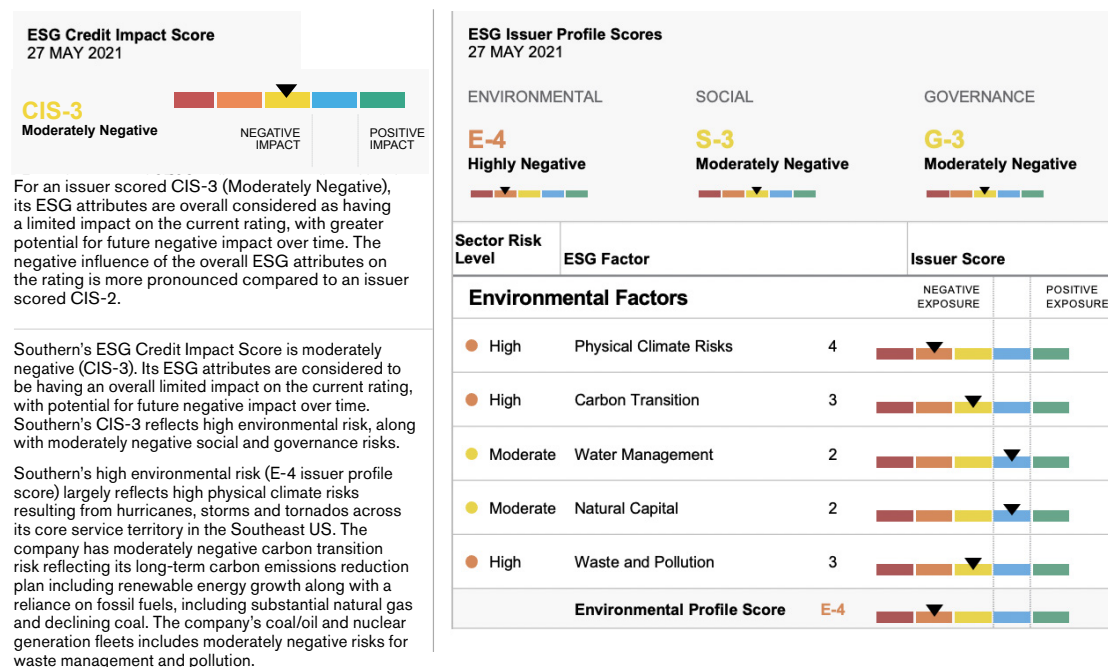 ESG Credit Impact Score
27 MAY 2021
CIS-3
Moderately Negative
NEGATIVE
IMPACT
POSITIVE
IMPACT
For an issuer scored CIS-3 (Moderately Negative),
its ESG attributes are overall considered as having
a limited impact on the current rating, with greater
potential for future negative impact over time. The
negative influence of the overall ESG attributes on
the rating is more pronounced compared to an issuer
scored CIS-2.
Southern's ESG Credit Impact Score is moderately
negative (CIS-3). Its ESG attributes are considered to
be having an overall limited impact on the current rating,
with potential for future negative impact over time.
Southern's CIS-3 reflects high environmental risk, along
with moderately negative social and governance risks.
Southern's high environmental risk (E-4 issuer profile
score) largely reflects high physical climate risks
resulting from hurricanes, storms and tornados across
its core service territory in the Southeast US. The
company has moderately negative carbon transition
risk reflecting its long-term carbon emissions reduction
plan including renewable energy growth along with a
reliance on fossil fuels, including substantial natural gas
and declining coal. The company's coal/oil and nuclear
generation fleets includes moderately negative risks for
waste management and pollution.
ESG Issuer Profile Scores
27 MAY 2021
ENVIRONMENTAL SOCIAL GOVERNANCE
E-4 S-3 G-3
Highly Negative Moderately Negative Moderately Negative
Sector Risk
Level ESG Factor Issuer Score
Environmental Factors
NEGATIVE
EXPOSURE
POSITIVE
EXPOSURE
High Physical Climate Risks 4
High Carbon Transition 3
Moderate Water Management 2
Moderate Natural Capital 2
High Waste and Pollution 3
Environmental Profile Score E-4